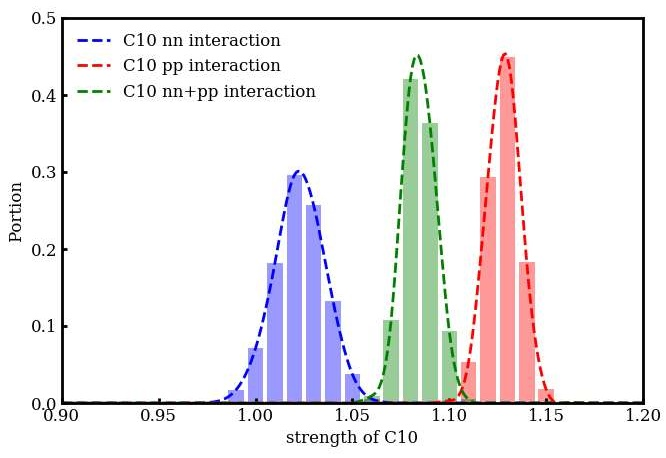 C10 nn interaction
C10 pp interaction
C10 nn+pp interaction
Portion
0.5
0.4
0.3
0.2
0.1
0.0
0.90 0.95 1.00 1.05 1.10 1.15 1.20
strength of C10